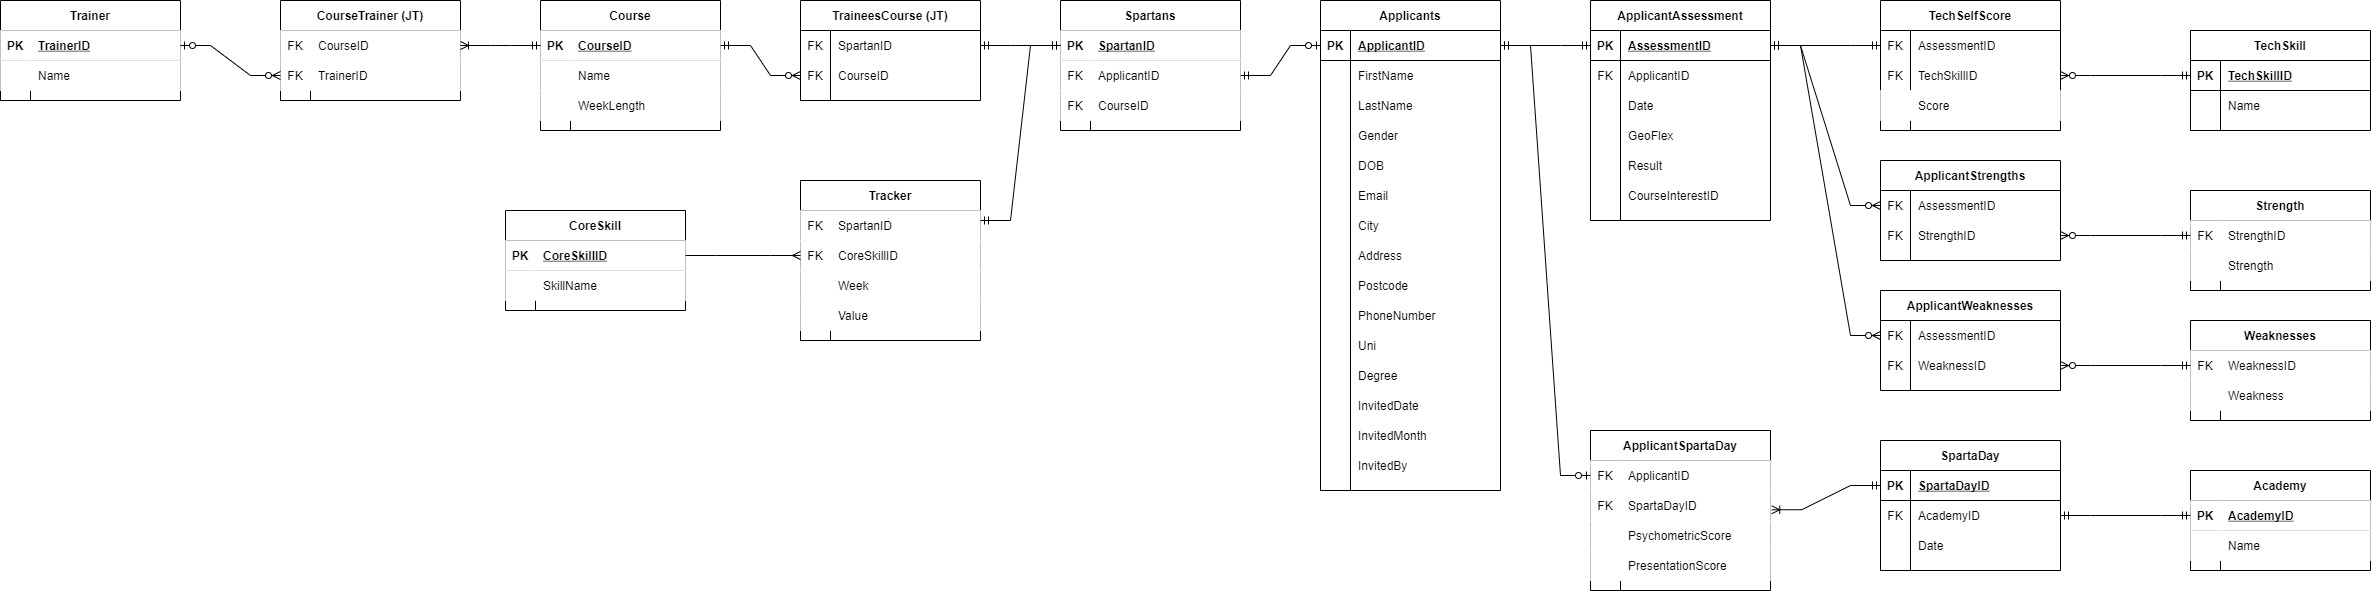 Trainer
PK TrainerID
Name
CourseTrainer (JT)
FK CourseID
FK TrainerID
Course
PK CourseID
Name
WeekLength
TraineesCourse (JT)
FK SpartanID
FK CourseID
Spartans
PK SpartanID
FK ApplicantID
FK CourseID
CoreSkill
PK CoreSkillID
SkillName
Tracker
FK SpartanID
FK CoreSkillID
Week
Value
Applicants
PK ApplicantID
FirstName
LastName
Gender
DOB
Email
City
Address
Postcode
PhoneNumber
Uni
Degree
InvitedDate
InvitedMonth
InvitedBy
ApplicantAssessment
PK AssessmentID
FK ApplicantID
Date
GeoFlex
Result
CourseInterestID
TechSelfScore
FK AssessmentID
FK TechSkillID
Score
TechSkill
PK TechSkillID
Name
ApplicantStrengths
FK AssessmentID
FK StrengthID
Strength
FK StrengthID
Strength
ApplicantWeaknesses
FK AssessmentID
FK WeaknessID
Weaknesses
FK WeaknessID
Weakness
ApplicantSpartaDay
FK ApplicantID
FK SpartaDayID
PsychometricScore
PresentationScore
SpartaDay
PK SpartaDayID
FK AcademyID
Date
Academy
PK AcademyID
Name